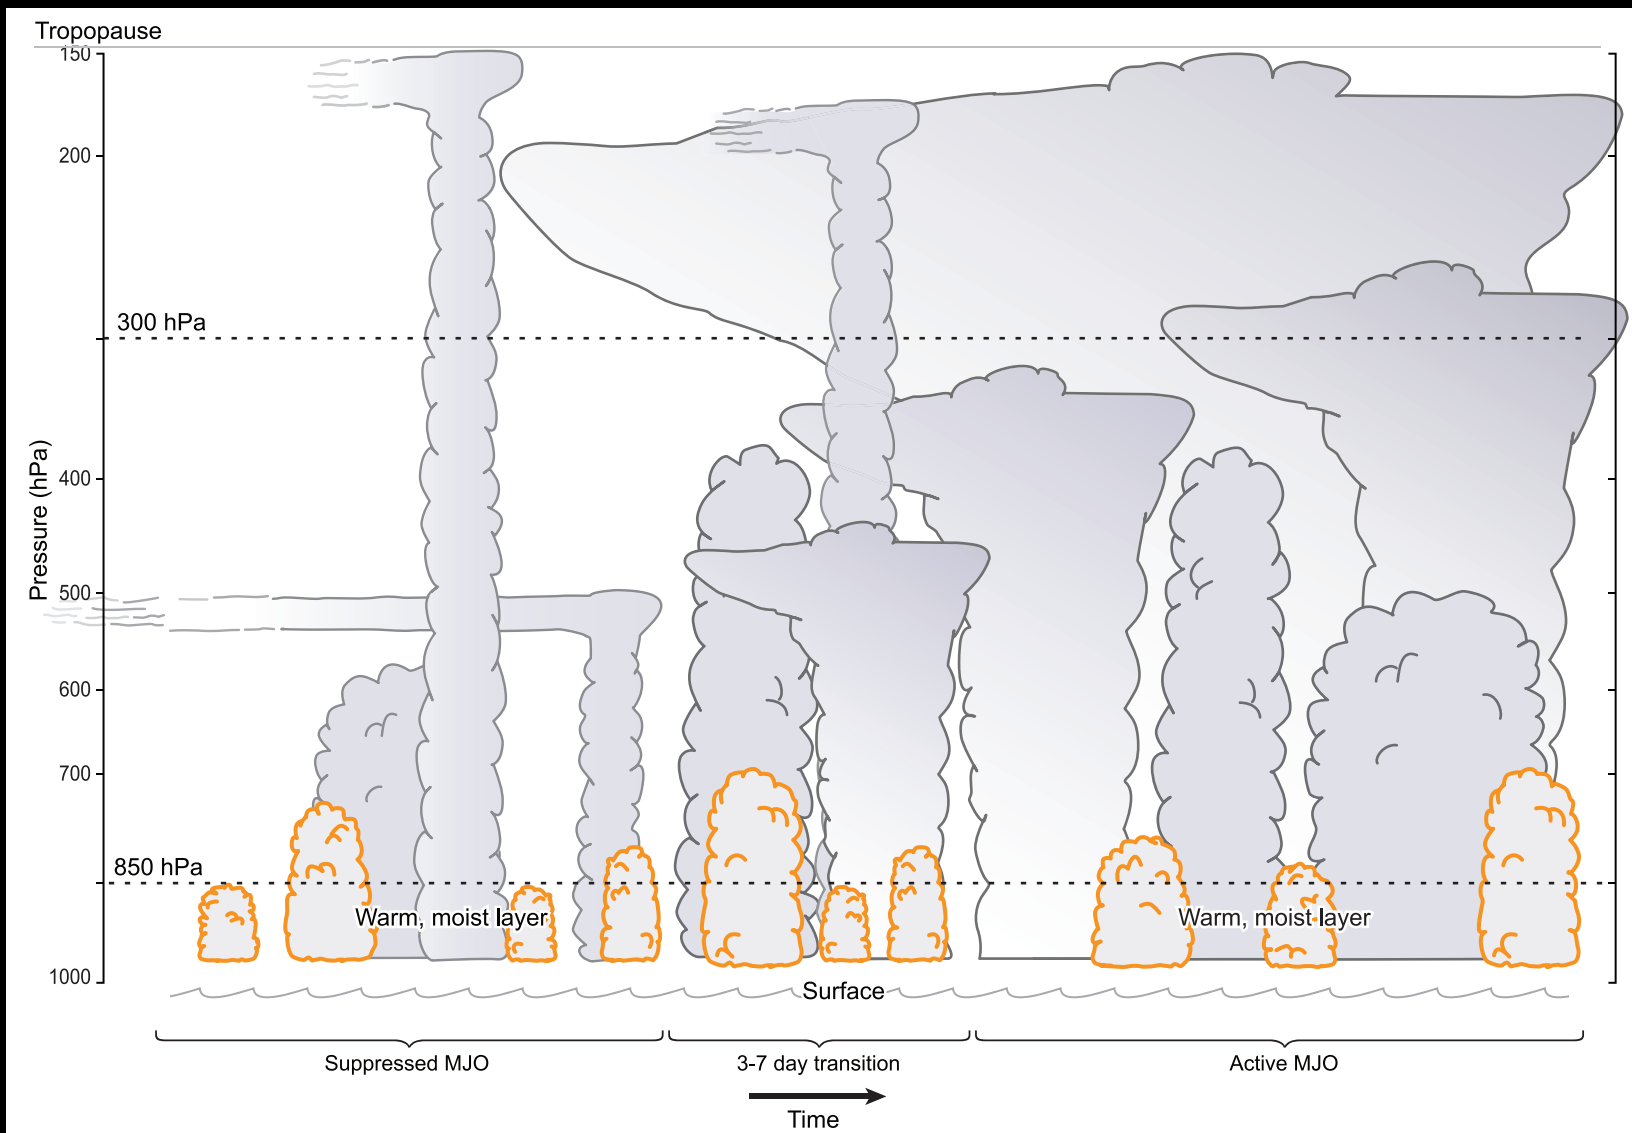 Tropopause
150
200
300 hPa
400
Pressure (hPa)
500
600
700
850 hPa
Warm, moist layer
Warm, moist layer
1000
Surface
Suppressed MJO
3-7 day transition
Active MJO
Time